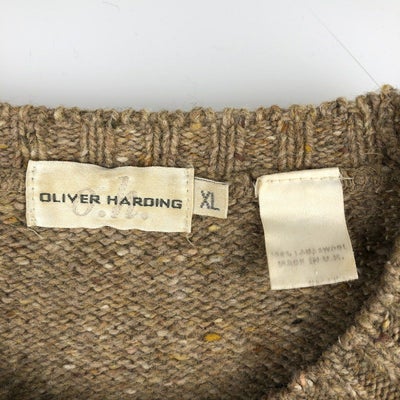 o.h.
OLIVER HARDING
XL
100% LAMBSWOOL
MADE IN U.K.